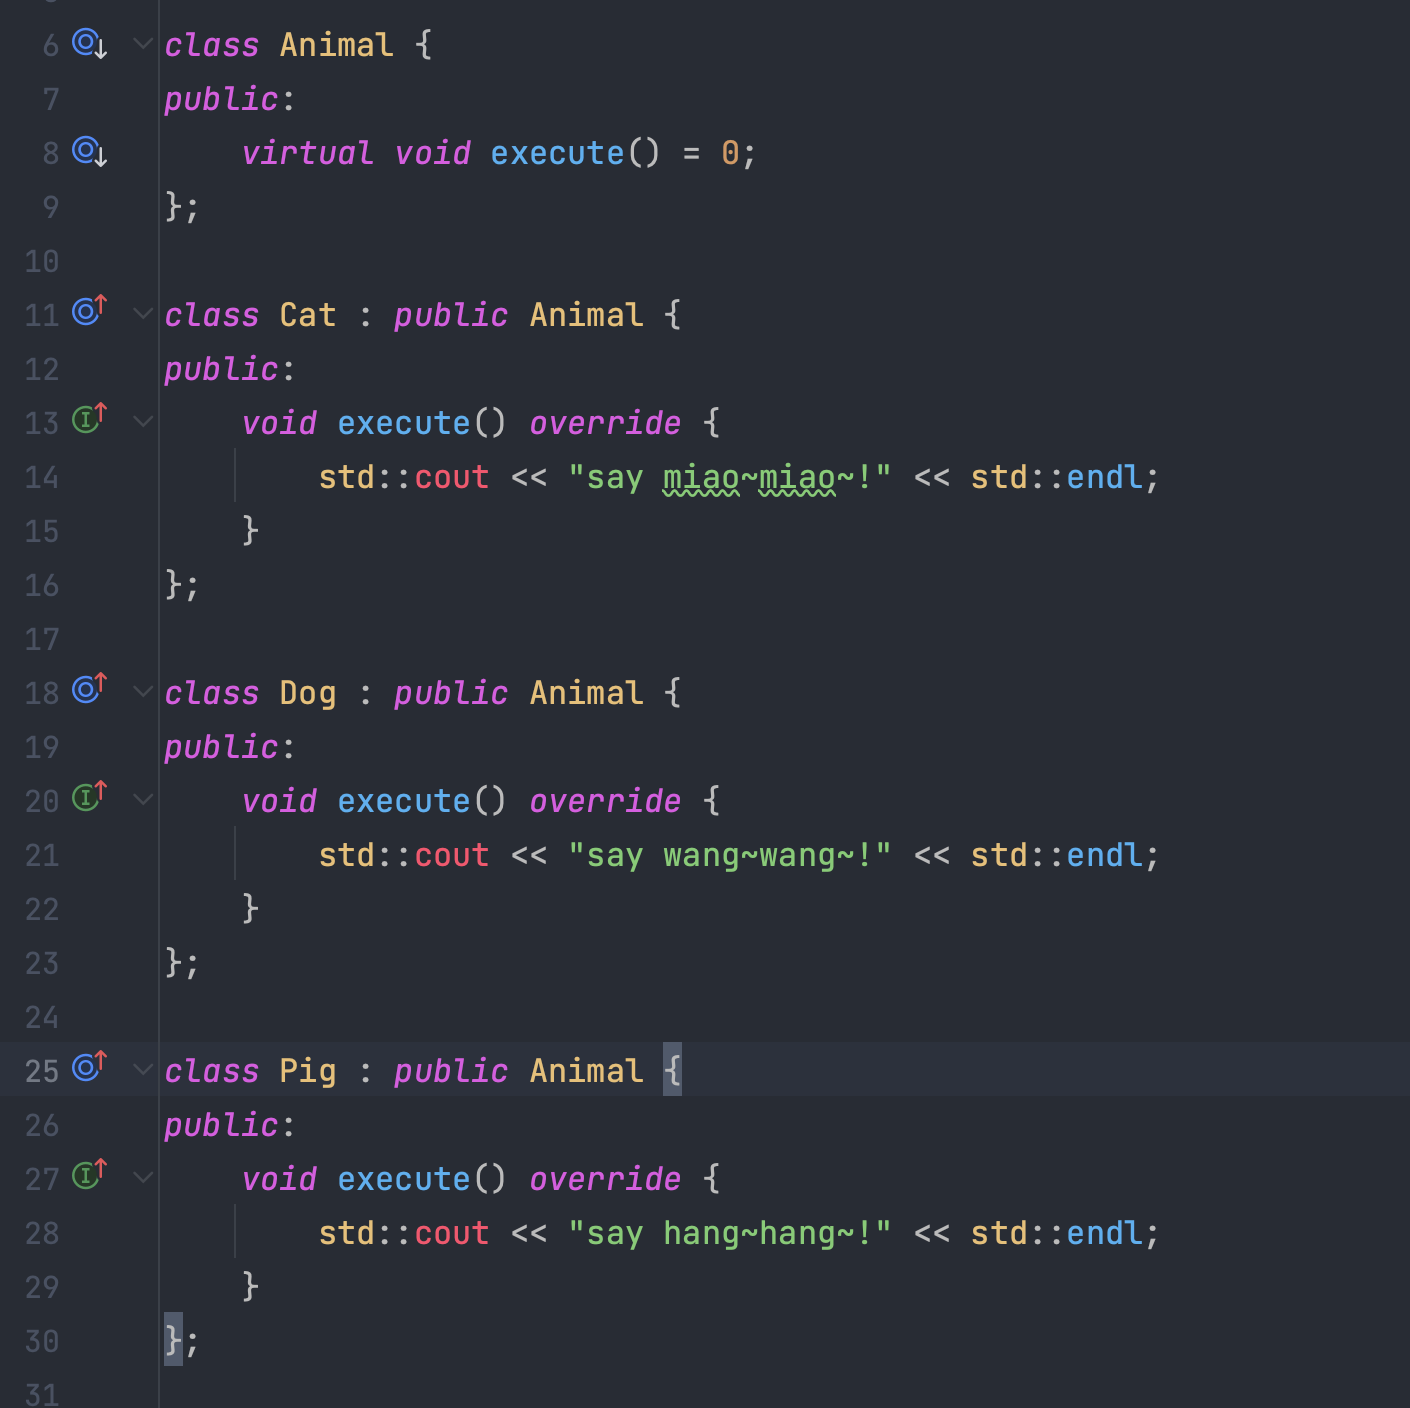 6 class Animal {
7 public:
8     virtual void execute() = 0;
9 };
10
11 class Cat : public Animal {
12 public:
13     void execute() override {
14         std::cout << "say miao~miao~!" << std::endl;
15     }
16 };
17
18 class Dog : public Animal {
19 public:
20     void execute() override {
21         std::cout << "say wang~wang~!" << std::endl;
22     }
23 };
24
25 class Pig : public Animal {
26 public:
27     void execute() override {
28         std::cout << "say hang~hang~!" << std::endl;
29     }
30 };
31